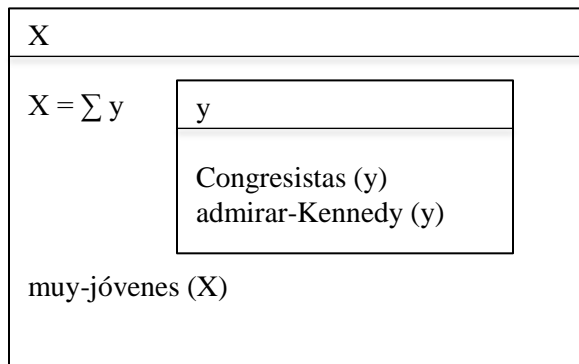 X
X = ∑ y
y
Congresistas (y)
admirar-Kennedy (y)
muy-jóvenes (X)